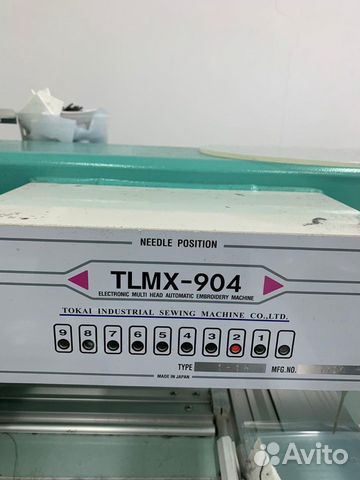 NEEDLE POSITION
TLMX-904
ELECTRONIC MULTI HEAD AUTOMATIC EMBROIDERY MACHINE
TOKAI INDUSTRIAL SEWING MACHINE CO.,LTD.
9 8 7 6 5 4 3 2 1
TYPE MFG.NO.
MADE IN JAPAN
Avito